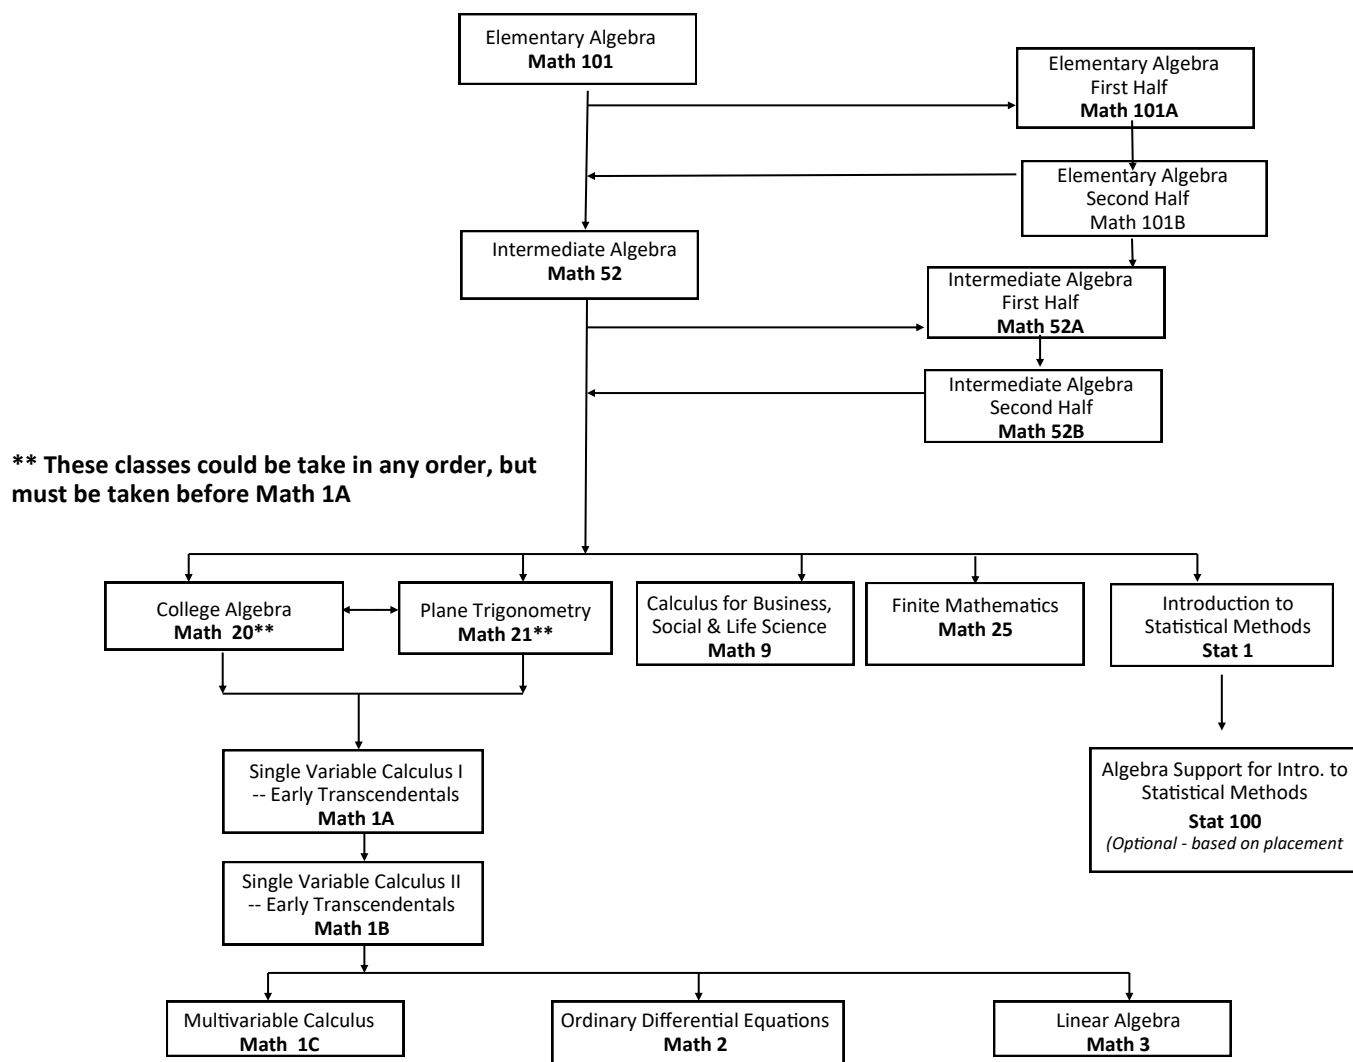 Elementary Algebra
Math 101
Elementary Algebra
First Half
Math 101A
Elementary Algebra
Second Half
Math 101B
Intermediate Algebra
Math 52
Intermediate Algebra
First Half
Math 52A
Intermediate Algebra
Second Half
Math 52B
** These classes could be take in any order, but
must be taken before Math 1A
College Algebra
Math 20**
Plane Trigonometry
Math 21**
Calculus for Business,
Social & Life Science
Math 9
Finite Mathematics
Math 25
Introduction to
Statistical Methods
Stat 1
Single Variable Calculus I
-- Early Transcendentals
Math 1A
Algebra Support for Intro. to
Statistical Methods
Stat 100
(Optional - based on placement
Single Variable Calculus II
-- Early Transcendentals
Math 1B
Multivariable Calculus
Math 1C
Ordinary Differential Equations
Math 2
Linear Algebra
Math 3